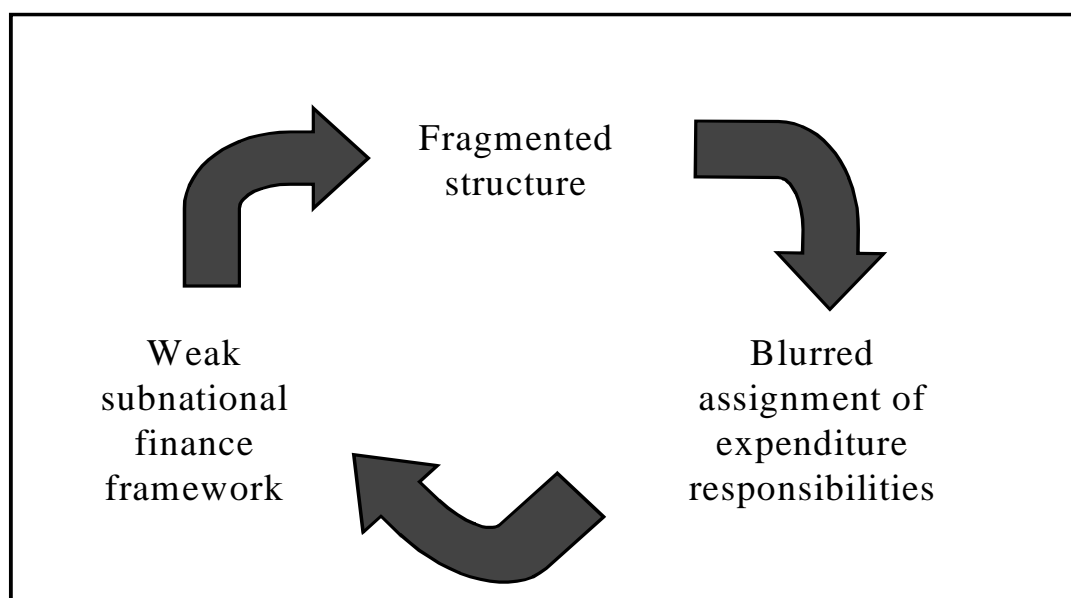 Fragmented
structure
Weak
subnational
finance
framework
Blurred
assignment of
expenditure
responsibilities